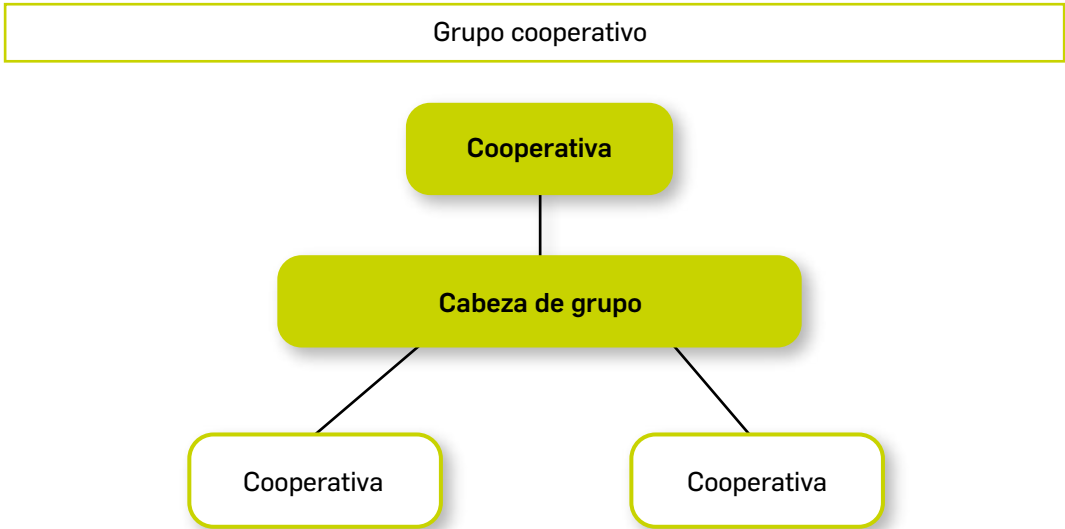 Grupo cooperativo
Cooperativa
Cabeza de grupo
Cooperativa
Cooperativa